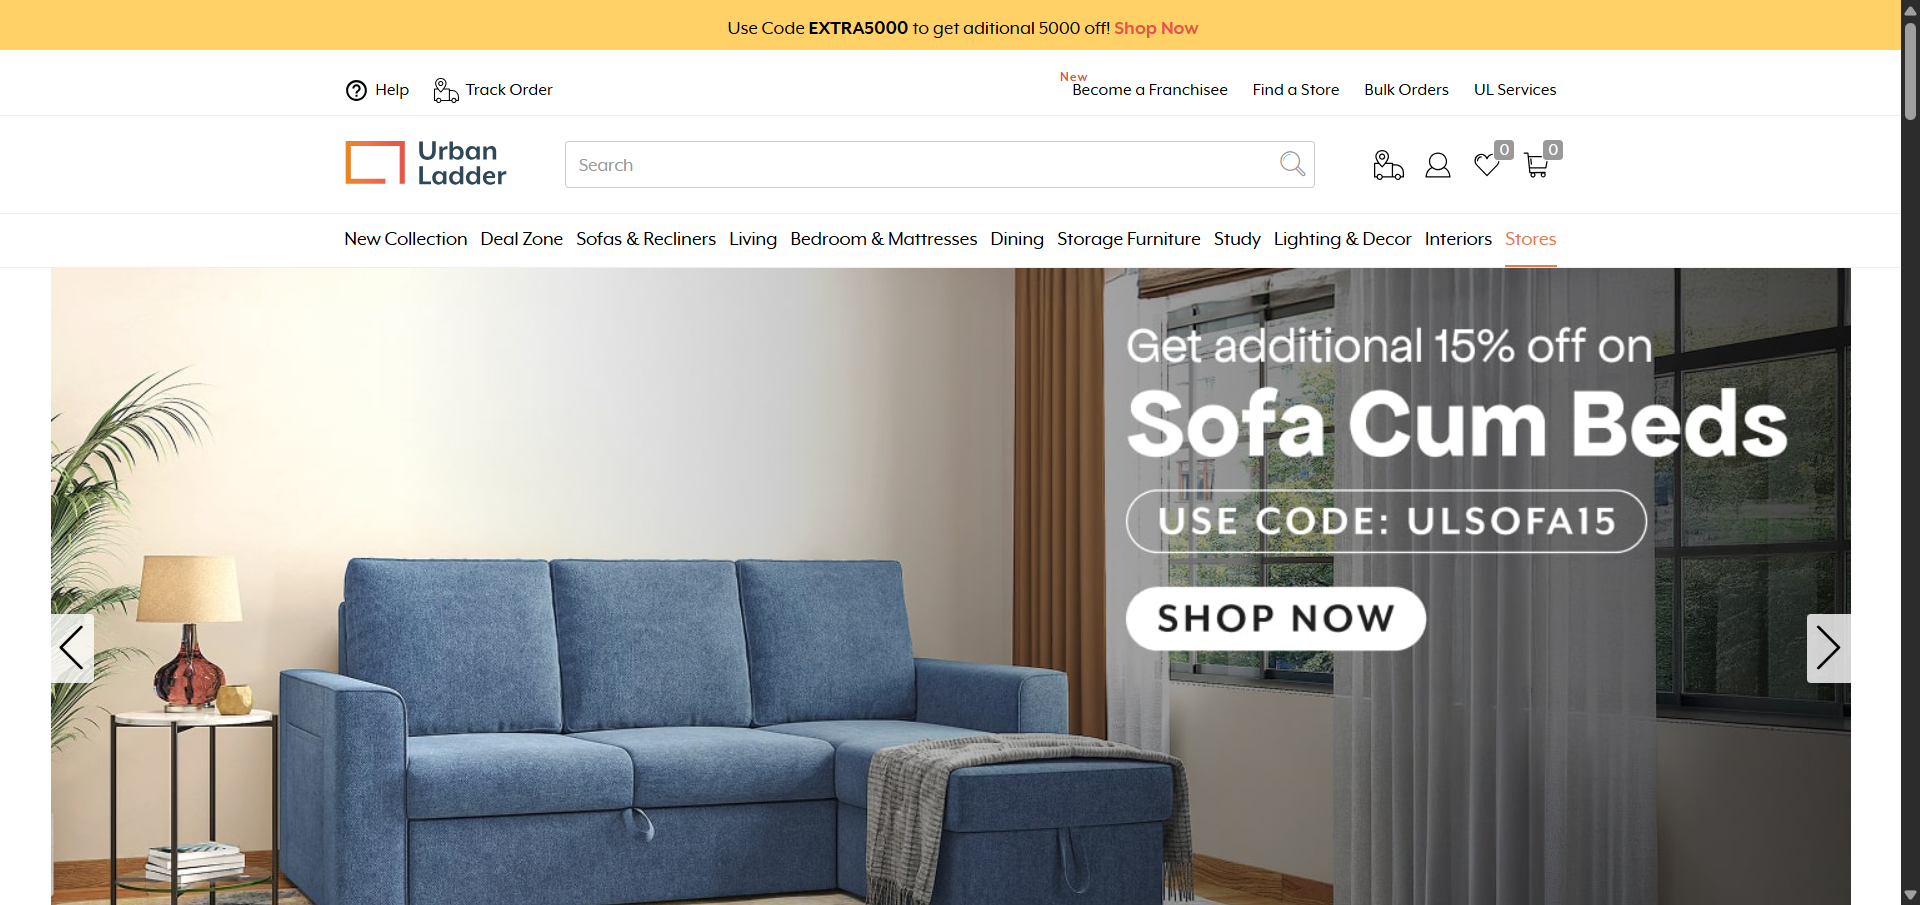 Use Code EXTRA5000 to get aditional 5000 off! Shop Now
Help Track Order
New
Become a Franchisee Find a Store Bulk Orders UL Services
Urban
Ladder
Search
0 0
New Collection Deal Zone Sofas & Recliners Living Bedroom & Mattresses Dining Storage Furniture Study Lighting & Decor Interiors Stores
Get additional 15% off on
Sofa Cum Beds
USE CODE: ULSOFA15
SHOP NOW